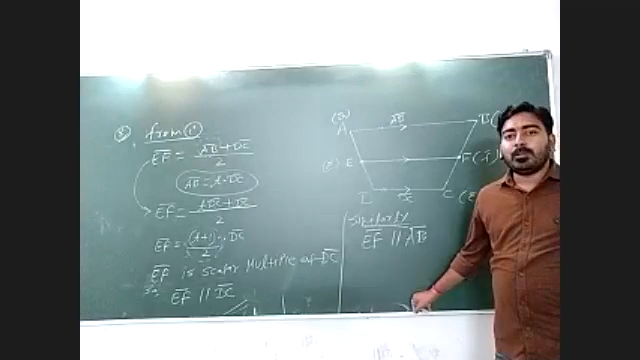 from ①
EF = AB + DC / 2
AB = λ · DC
EF = λDC + DC / 2
EF = (λ+1) / 2 · DC
EF is scalar multiple of DC
So, EF // DC
(a) A AB B
(e) E F (f)
D DC C
Similarly
EF // AB